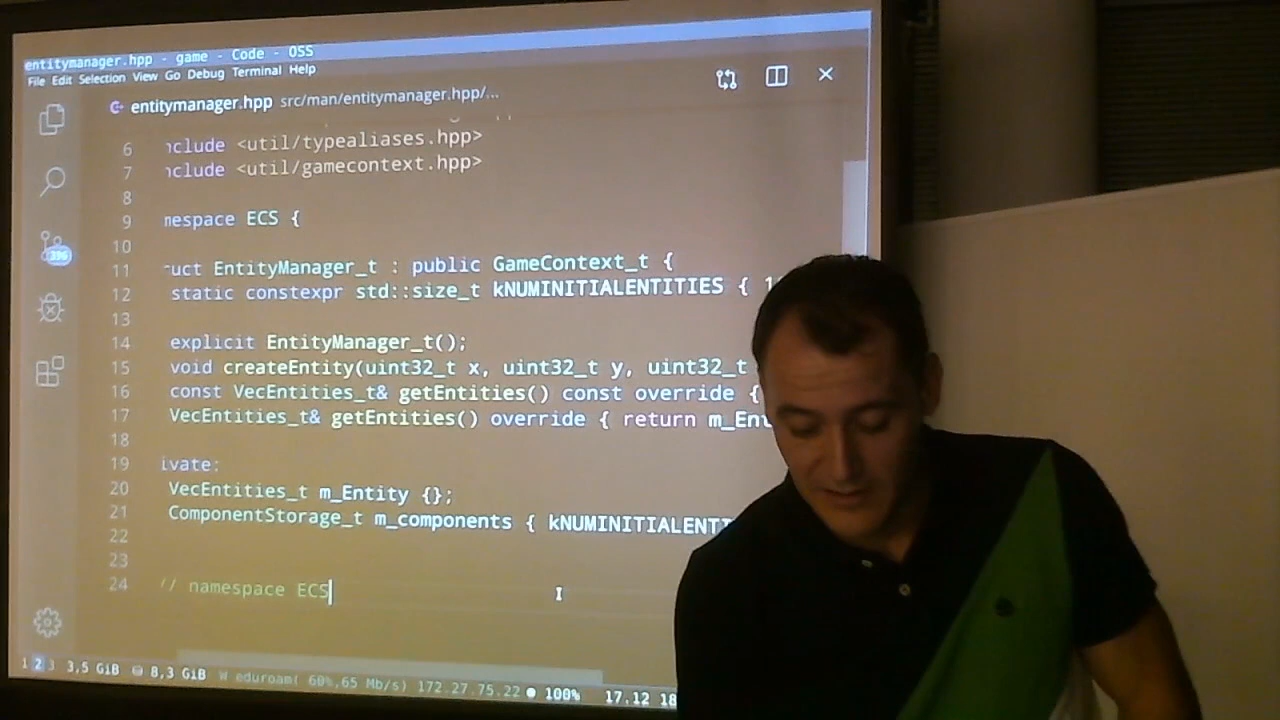 entitymanager.hpp - game - Code - OSS
File Edit Selection View Go Debug Terminal Help
entitymanager.hpp src/man/entitymanager.hpp/...
6 nclude <util/typealiases.hpp>
7 nclude <util/gamecontext.hpp>
8
9 mespace ECS {
10
11 uct EntityManager_t : public GameContext_t {
12 static constexpr std::size_t kNUMINITIALENTITIES {
13
14 explicit EntityManager_t();
15 void createEntity(uint32_t x, uint32_t y, uint32_t
16 const VecEntities_t& getEntities() const override {
17 VecEntities_t& getEntities() override { return m_Ent
18
19 ivate:
20 VecEntities_t m_Entity {};
21 ComponentStorage_t m_components { kNUMINITIALENT
22
23
24 // namespace ECS
396
1 2 3 3,5 GiB 8,3 GiB W eduroam( 60%,65 Mb/s) 172.27.75.22 100% 17.12 18